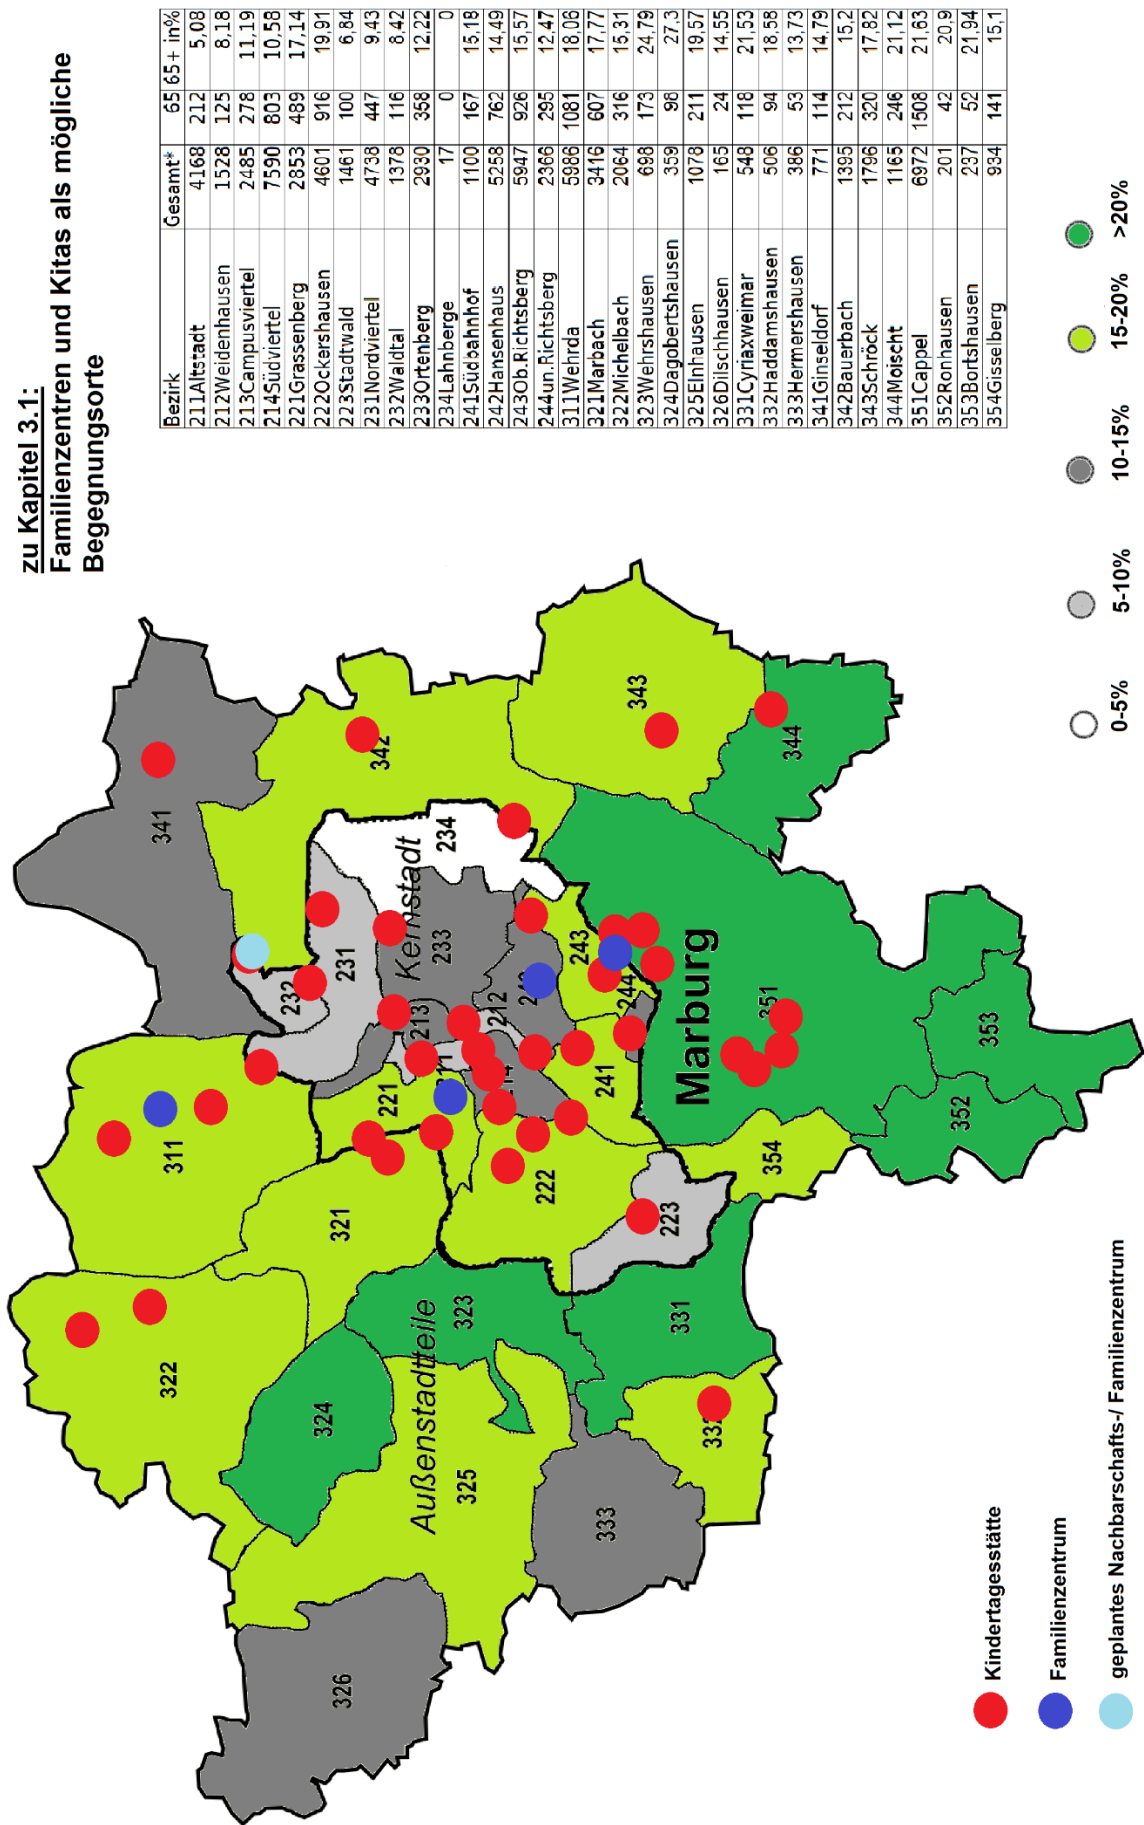 zu Kapitel 3.1:
Familienzentren und Kitas als mögliche
Begegnungsorte
Bezirk Gesamt* 65 65+ in%
211Altstadt 4168 212 5,08
212Weidenhausen 1528 125 8,18
213Campusviertel 2485 278 11,19
214Südviertel 7590 803 10,58
221Grassenberg 2853 489 17,14
222Ockershausen 4601 916 19,91
223Stadtwald 1461 100 6,84
231Nordviertel 4738 447 9,43
232Waldtal 1378 116 8,42
233Ortenberg 2930 358 12,22
234Lahnberge 17 0 0
241Südbahnhof 1100 167 15,18
242Hansenhaus 5258 762 14,49
243Ob.Richtsberg 5947 926 15,57
244un.Richtsberg 2366 295 12,47
311Wehrda 5986 1081 18,06
321Marbach 3416 607 17,77
322Michelbach 2064 316 15,31
323Wehrshausen 698 173 24,79
324Dagobertshausen 359 98 27,3
325Elnhausen 1078 211 19,57
326Dilschhausen 165 24 14,55
331Cyriaxweimar 548 118 21,53
332Haddamshausen 506 94 18,58
333Hermershausen 386 53 13,73
341Ginseldorf 771 114 14,79
342Bauerbach 1395 212 15,2
343Schröck 1796 320 17,82
344Moischt 1165 246 21,12
351Cappel 6972 1508 21,63
352Ronhausen 201 42 20,9
353Bortshausen 237 52 21,94
354Gisselberg 934 141 15,1
322
311
341
324
321
232
231
342
326
Außenstadtteile
325
323
221
213
Kernstadt
233
234
212
222
241
243
244
343
333
331
223
Marburg
354
351
344
352
353
Kindertagesstätte
Familienzentrum
geplantes Nachbarschafts-/ Familienzentrum
0-5%
5-10%
10-15%
15-20%
>20%